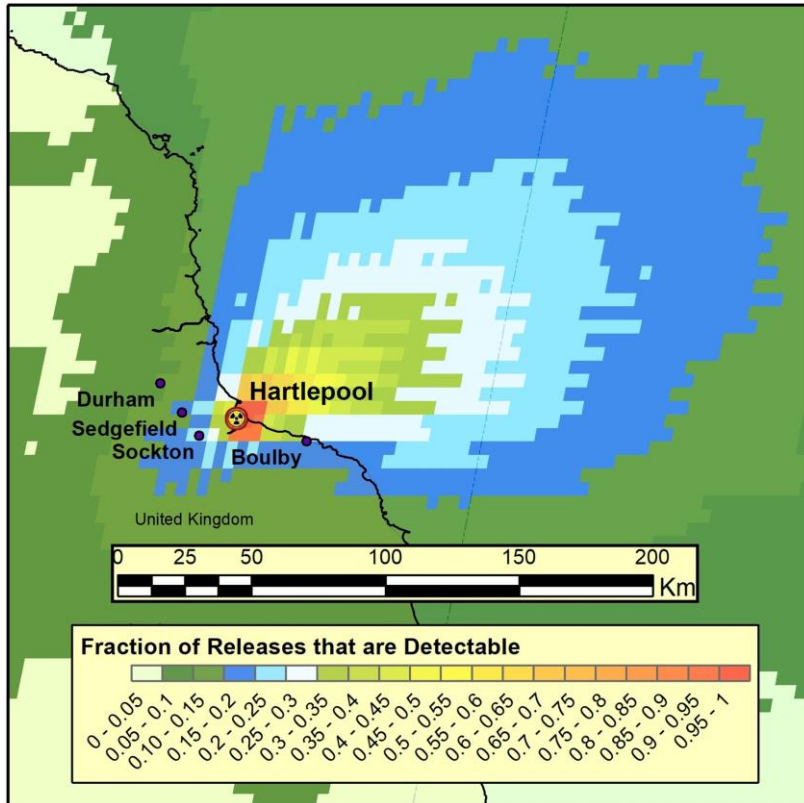 Hartlepool
Durham
Sedgefield
Sockton
Boulby
United Kingdom
0 25 50 100 150 200
Km
Fraction of Releases that are Detectable
0 - 0.05
0.05 - 0.1
0.10 - 0.15
0.15 - 0.2
0.2 - 0.25
0.25 - 0.3
0.3 - 0.35
0.35 - 0.4
0.4 - 0.45
0.45 - 0.5
0.5 - 0.55
0.55 - 0.6
0.6 - 0.65
0.65 - 0.7
0.7 - 0.75
0.75 - 0.8
0.8 - 0.85
0.85 - 0.9
0.9 - 0.95
0.95 - 1